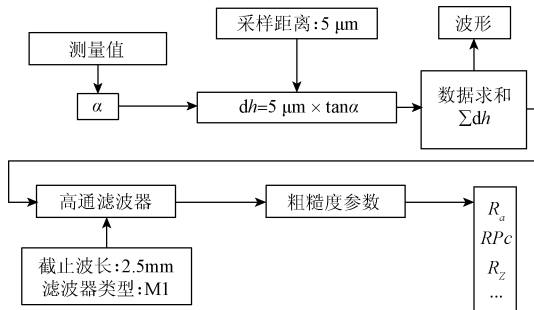 采样距离:5 μm
波形
测量值
α
dh=5 μm × tanα
数据求和
∑dh
高通滤波器
粗糙度参数
Ra
RPc
RZ
...
截止波长:2.5mm
滤波器类型:M1